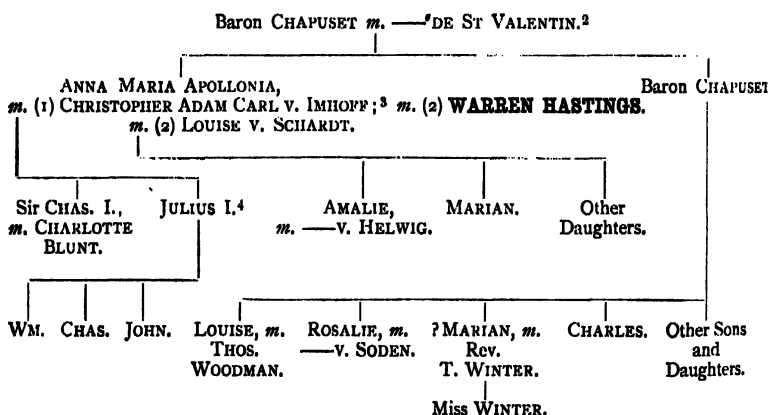 Baron CHAPUSET m. —— DE ST VALENTIN.²
ANNA MARIA APOLLONIA,
Baron CHAPUSET
m. (1) CHRISTOPHER ADAM CARL V. IMHOFF;³ m. (2) WARREN HASTINGS.
m. (2) LOUISE V. SCHARDT.
Sir CHAS. I.,
m. CHARLOTTE
BLUNT.
JULIUS I.⁴
AMALIE,
m. ——V. HELWIG.
MARIAN.
Other
Daughters.
WM.
CHAS.
JOHN.
LOUISE, m.
THOS.
WOODMAN.
ROSALIE, m.
——V. SODEN.
?MARIAN, m.
Rev.
T. WINTER.
Miss WINTER.
CHARLES.
Other Sons
and
Daughters.